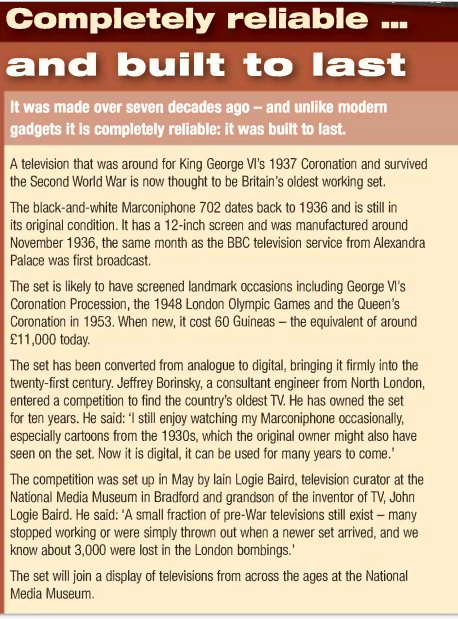 Completely reliable ...
and built to last
It was made over seven decades ago – and unlike modern
gadgets it is completely reliable: it was built to last.
A television that was around for King George VI's 1937 Coronation and survived
the Second World War is now thought to be Britain's oldest working set.
The black-and-white Marconiphone 702 dates back to 1936 and is still in
its original condition. It has a 12-inch screen and was manufactured around
November 1936, the same month as the BBC television service from Alexandra
Palace was first broadcast.
The set is likely to have screened landmark occasions including George VI's
Coronation Procession, the 1948 London Olympic Games and the Queen's
Coronation in 1953. When new, it cost 60 Guineas – the equivalent of around
£11,000 today.
The set has been converted from analogue to digital, bringing it firmly into the
twenty-first century. Jeffrey Borinsky, a consultant engineer from North London,
entered a competition to find the country's oldest TV. He has owned the set
for ten years. He said: 'I still enjoy watching my Marconiphone occasionally,
especially cartoons from the 1930s, which the original owner might also have
seen on the set. Now it is digital, it can be used for many years to come.'
The competition was set up in May by Iain Logie Baird, television curator at the
National Media Museum in Bradford and grandson of the inventor of TV, John
Logie Baird. He said: 'A small fraction of pre-War televisions still exist – many
stopped working or were simply thrown out when a newer set arrived, and we
know about 3,000 were lost in the London bombings.'
The set will join a display of televisions from across the ages at the National
Media Museum.